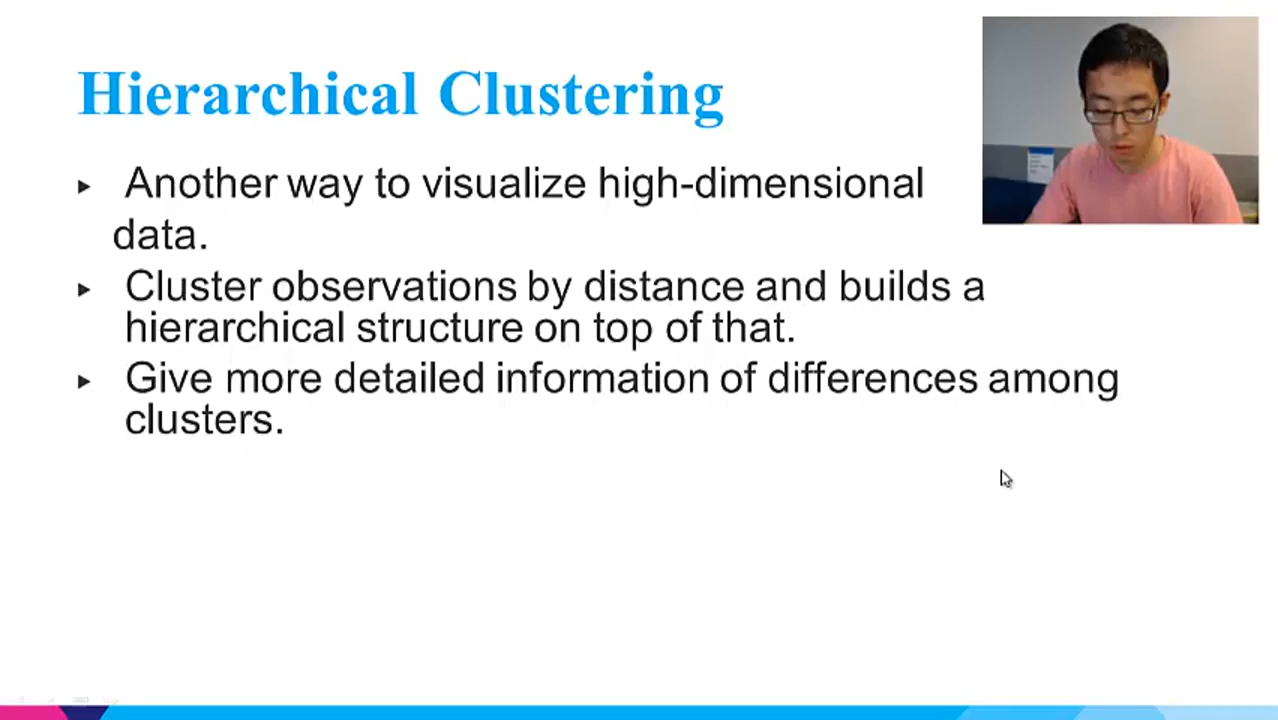 Hierarchical Clustering
Another way to visualize high-dimensional
data.
Cluster observations by distance and builds a
hierarchical structure on top of that.
Give more detailed information of differences among
clusters.